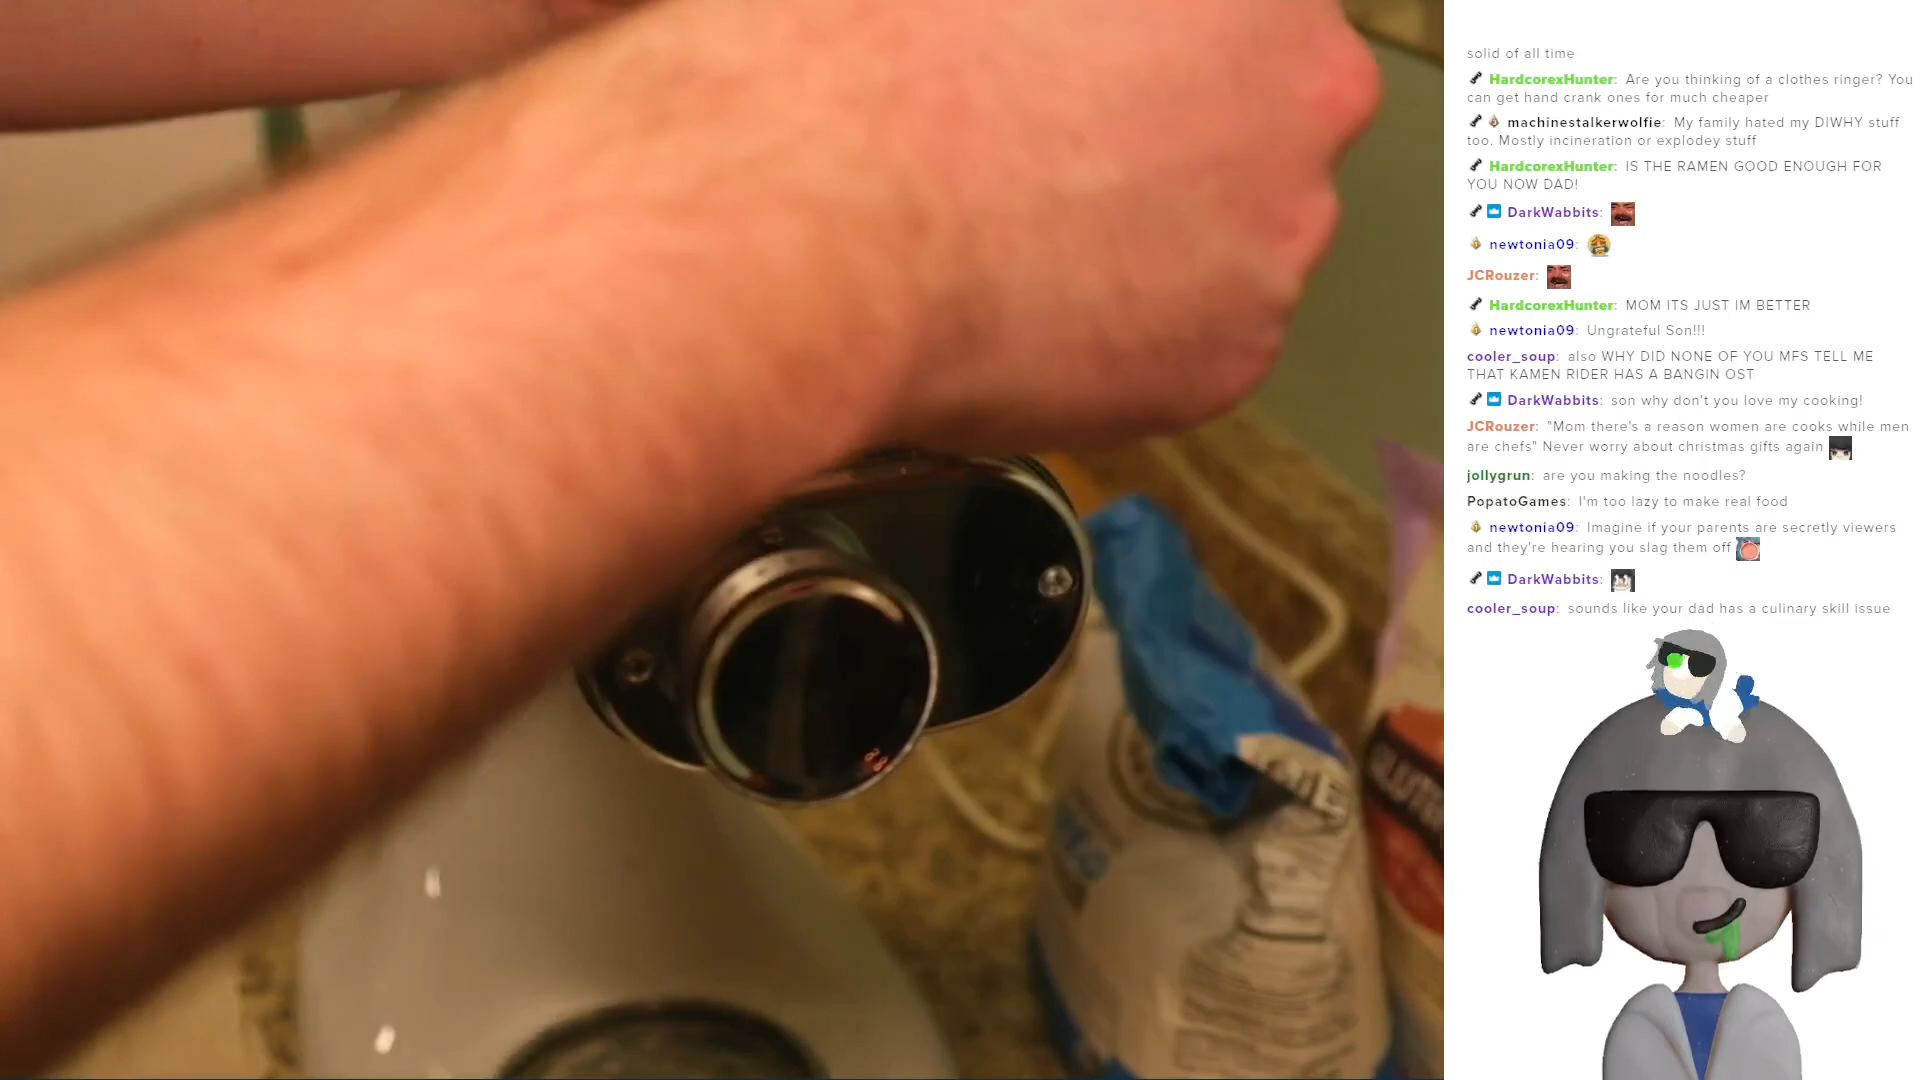 solid of all time
HardcorexHunter: Are you thinking of a clothes ringer? You
can get hand crank ones for much cheaper
machinestalkerwolfie: My family hated my DIWHY stuff
too. Mostly incineration or explodey stuff
HardcorexHunter: IS THE RAMEN GOOD ENOUGH FOR
YOU NOW DAD!
DarkWabbits:
newtonia09:
JCRouzer:
HardcorexHunter: MOM ITS JUST IM BETTER
newtonia09: Ungrateful Son!!!
cooler_soup: also WHY DID NONE OF YOU MFS TELL ME
THAT KAMEN RIDER HAS A BANGIN OST
DarkWabbits: son why don't you love my cooking!
JCRouzer: "Mom there's a reason women are cooks while men
are chefs" Never worry about christmas gifts again
jollygrun: are you making the noodles?
PopatoGames: I'm too lazy to make real food
newtonia09: Imagine if your parents are secretly viewers
and they're hearing you slag them off
DarkWabbits:
cooler_soup: sounds like your dad has a culinary skill issue